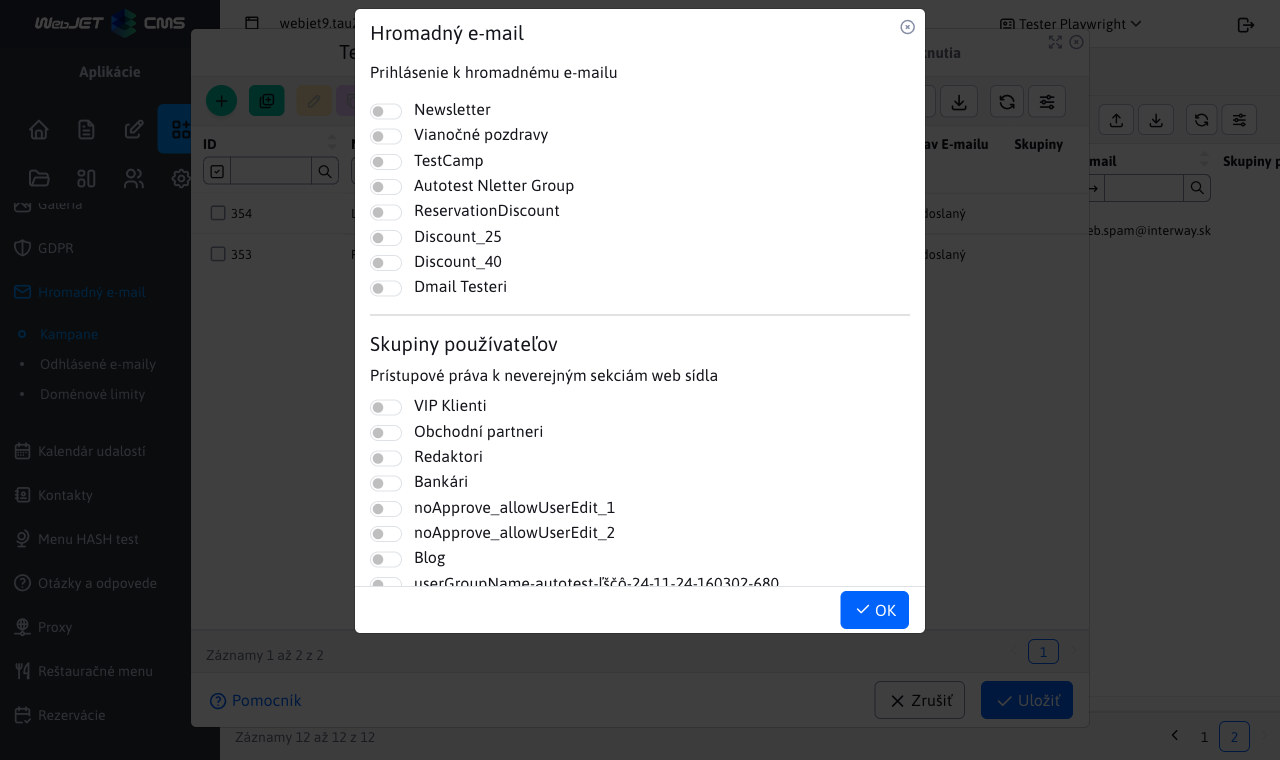 WebJET CMS
webjet9.tau2
Tester Playwright
Aplikácie
Galéria
GDPR
Hromadný e-mail
Kampane
Odhlásené e-maily
Doménové limity
Kalendár udalostí
Kontakty
Menu HASH test
Otázky a odpovede
Proxy
Reštauračné menu
Rezervácie
Te
nutia
ID
av E-mailu
Skupiny
354
doslaný
353
doslaný
mail
Skupiny p
eb.spam@interway.sk
Hromadný e-mail
Prihlásenie k hromadnému e-mailu
Newsletter
Vianočné pozdravy
TestCamp
Autotest Nletter Group
ReservationDiscount
Discount_25
Discount_40
Dmail Testeri
Skupiny používateľov
Prístupové práva k neverejným sekciám web sídla
VIP Klienti
Obchodní partneri
Redaktori
Bankári
noApprove_allowUserEdit_1
noApprove_allowUserEdit_2
Blog
userGroupName-autotest-ľščô-24-11-24-160302-680
OK
Záznamy 1 až 2 z 2
1
Pomocník
Zrušiť
Uložiť
Záznamy 12 až 12 z 12
1
2